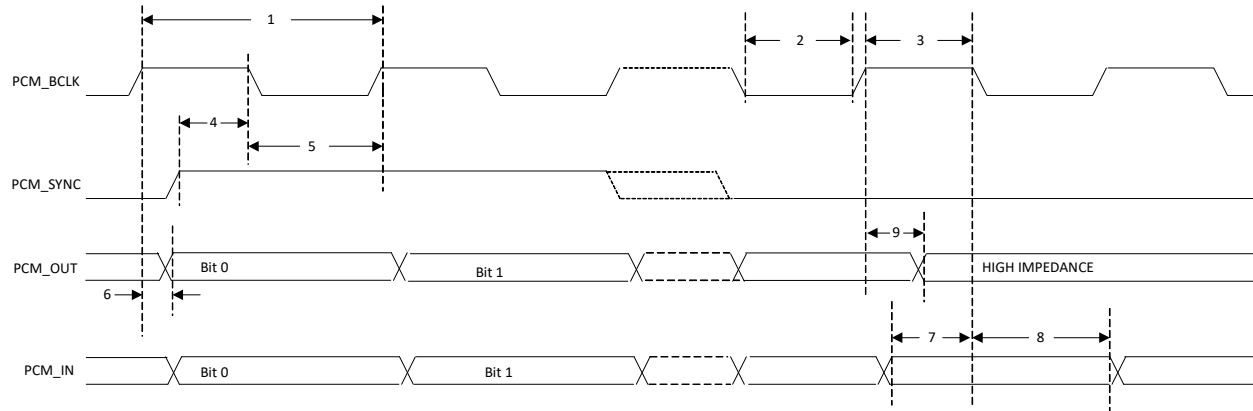 1
2
3
PCM_BCLK
4
5
PCM_SYNC
9
PCM_OUT
Bit 0
Bit 1
HIGH IMPEDANCE
6
7
8
PCM_IN
Bit 0
Bit 1